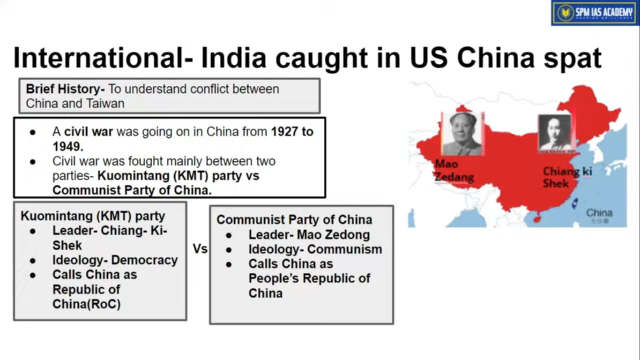 SPM IAS ACADEMY
International- India caught in US China spat
Brief History- To understand conflict between
China and Taiwan
● A civil war was going on in China from 1927 to
1949.
● Civil war was fought mainly between two
parties- Kuomintang (KMT) party vs
Communist Party of China.
Mao
Zedang
Chiang ki
Shek
China
Kuomintang (KMT) party
● Leader- Chiang- Ki-
Shek
● Ideology- Democracy
● Calls China as
Republic of
China(RoC)
Vs
Communist Party of China
● Leader- Mao Zedong
● Ideology- Communism
● Calls China as
People's Republic of
China